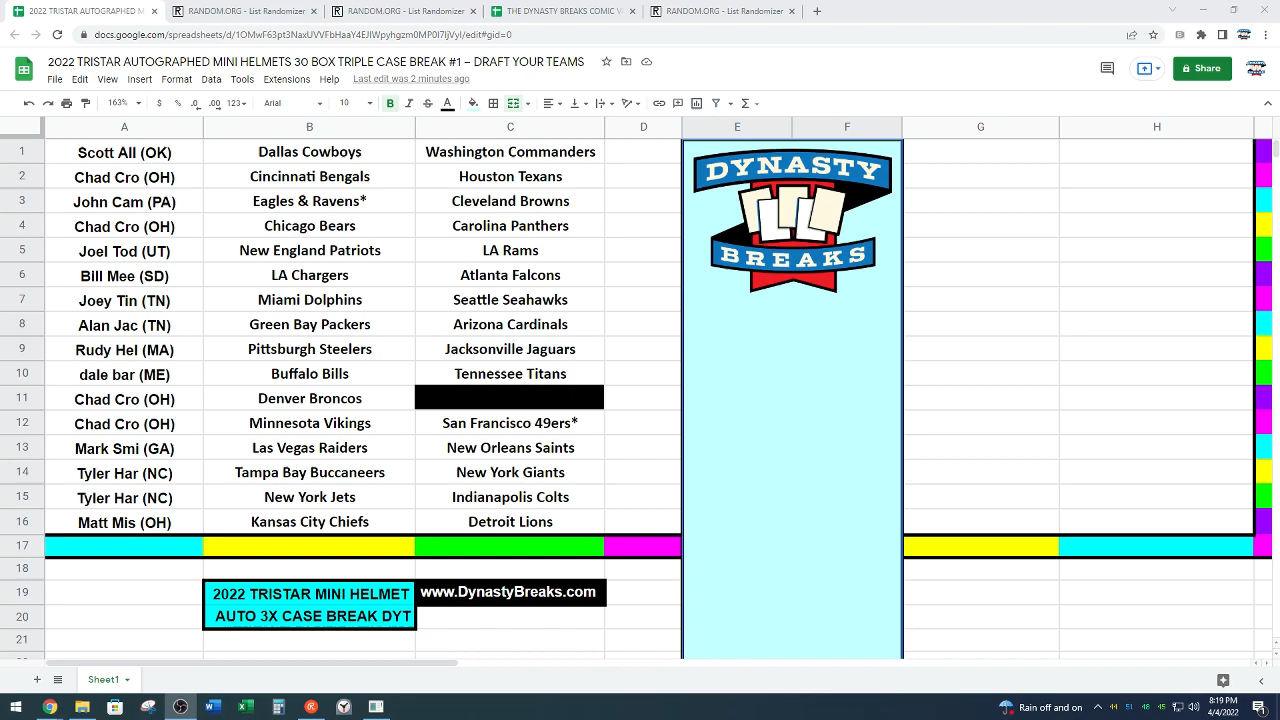 2022 TRISTAR AUTOGRAPHED M
RANDOM.ORG - List Randomizer
RANDOM.ORG - List Randomizer
THE DYNASTY BREAKS COMIC V
RANDOM.ORG - List Randomizer
2022 TRISTAR AUTOGRAPHED MINI HELMETS 30 BOX TRIPLE CASE BREAK #1 – DRAFT YOUR TEAMS
File Edit View Insert Format Data Tools Extensions Help Last edit was 2 minutes ago
Share
163% $ % .0 .00 123 Arial 10 B I S A
A B C D E F G H
1 Scott All (OK) Dallas Cowboys Washington Commanders
2 Chad Cro (OH) Cincinnati Bengals Houston Texans
3 John Cam (PA) Eagles & Ravens* Cleveland Browns
4 Chad Cro (OH) Chicago Bears Carolina Panthers
5 Joel Tod (UT) New England Patriots LA Rams
6 Bill Mee (SD) LA Chargers Atlanta Falcons
7 Joey Tin (TN) Miami Dolphins Seattle Seahawks
8 Alan Jac (TN) Green Bay Packers Arizona Cardinals
9 Rudy Hel (MA) Pittsburgh Steelers Jacksonville Jaguars
10 dale bar (ME) Buffalo Bills Tennessee Titans
11 Chad Cro (OH) Denver Broncos
12 Chad Cro (OH) Minnesota Vikings San Francisco 49ers*
13 Mark Smi (GA) Las Vegas Raiders New Orleans Saints
14 Tyler Har (NC) Tampa Bay Buccaneers New York Giants
15 Tyler Har (NC) New York Jets Indianapolis Colts
16 Matt Mis (OH) Kansas City Chiefs Detroit Lions
17
18
19 2022 TRISTAR MINI HELMET www.DynastyBreaks.com
20 AUTO 3X CASE BREAK DYT
21
DYNASTY
BREAKS
Sheet1
Rain off and on
44 51 48 45
8:19 PM
4/4/2022